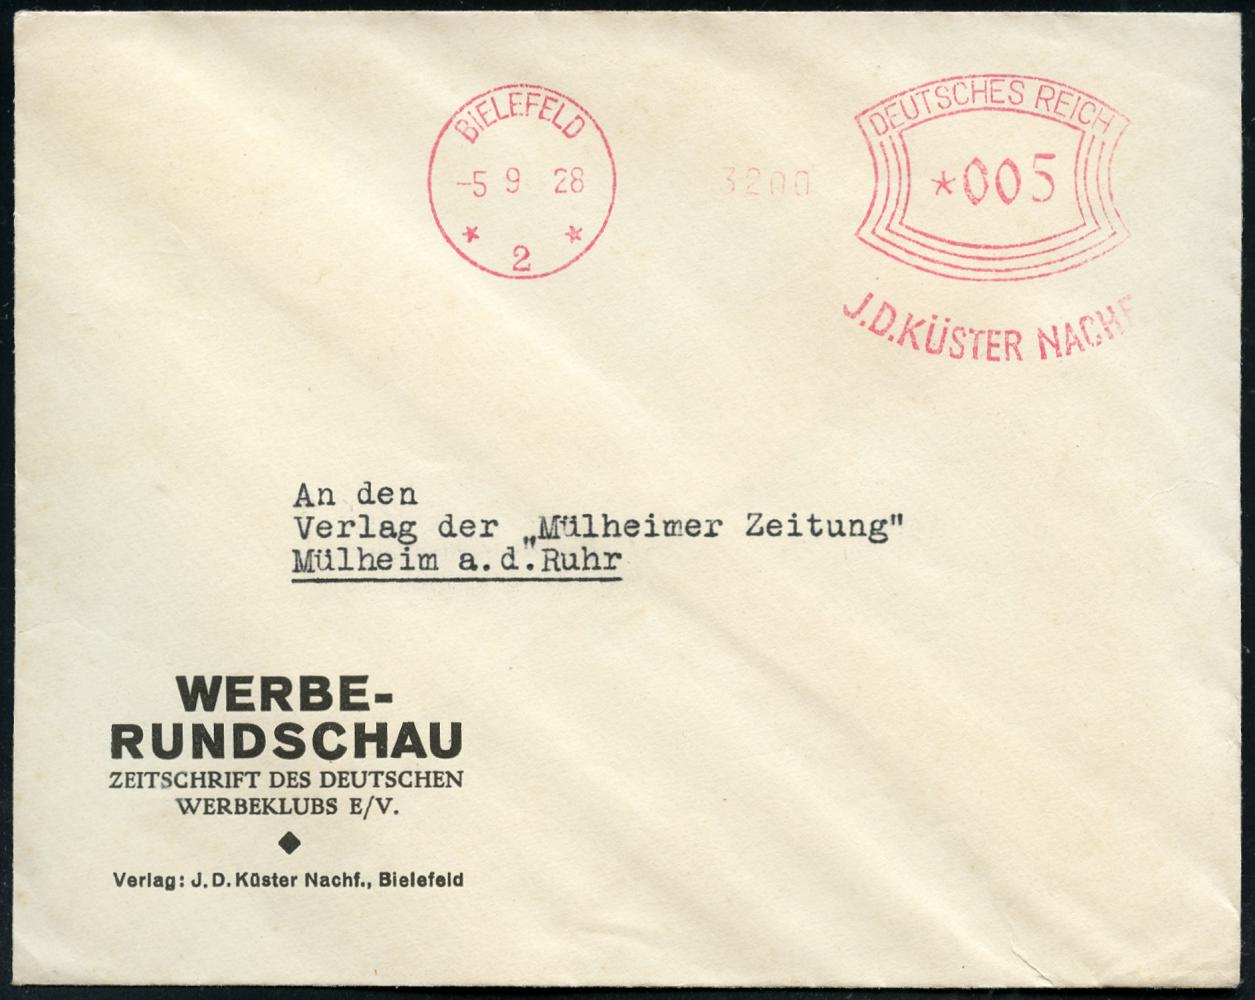 BIELEFELD
-5 9 28
* 2 *
3200
DEUTSCHES REICH
*005
J.D.KÜSTER NACHF
An den
Verlag der „Mülheimer Zeitung"
Mülheim a.d.Ruhr
WERBE-
RUNDSCHAU
ZEITSCHRIFT DES DEUTSCHEN
WERBEKLUBS E/V.
Verlag: J. D. Küster Nachf., Bielefeld